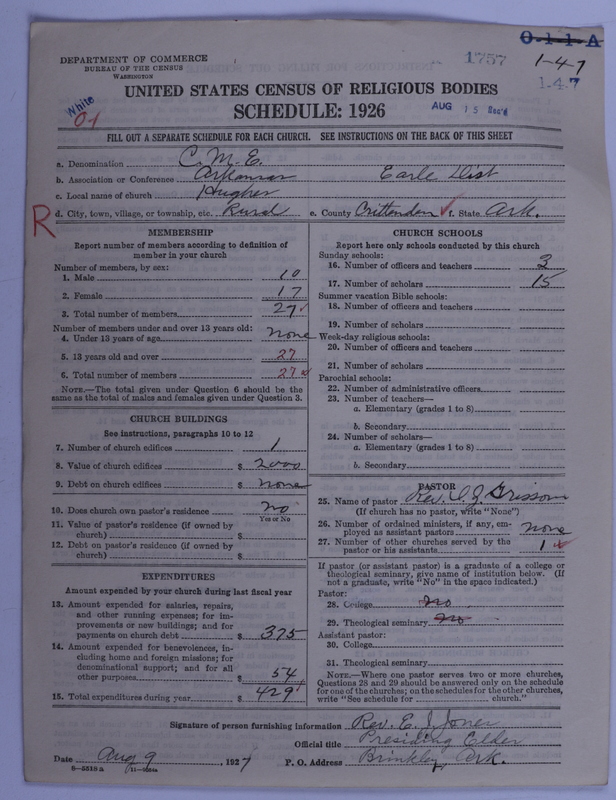 DEPARTMENT OF COMMERCE
BUREAU OF THE CENSUS
WASHINGTON
1757
0-1-1-A
1-47
1-4-7
UNITED STATES CENSUS OF RELIGIOUS BODIES
SCHEDULE: 1926
White
01
AUG 15 Rec'd
FILL OUT A SEPARATE SCHEDULE FOR EACH CHURCH. SEE INSTRUCTIONS ON THE BACK OF THIS SHEET
a. Denomination C. M. E.
b. Association or Conference Arkansas Earle Dist
c. Local name of church Hughes
R
d. City, town, village, or township, etc. Rural e. County Crittenden f. State Ark.
MEMBERSHIP
Report number of members according to definition of
member in your church
Number of members, by sex:
1. Male 10
2. Female 17
3. Total number of members 27
Number of members under and over 13 years old:
4. Under 13 years of age none
5. 13 years old and over 27
6. Total number of members 27
NOTE.—The total given under Question 6 should be the
same as the total of males and females given under Question 3.
CHURCH BUILDINGS
See instructions, paragraphs 10 to 12
7. Number of church edifices 1
8. Value of church edifices $ 2000
9. Debt on church edifices $ none
10. Does church own pastor's residence no
Yes or No
11. Value of pastor's residence (if owned by
church) $
12. Debt on pastor's residence (if owned by
church) $
EXPENDITURES
Amount expended by your church during last fiscal year
13. Amount expended for salaries, repairs,
and other running expenses; for im-
provements or new buildings; and for
payments on church debt $ 375
14. Amount expended for benevolences, in-
cluding home and foreign missions; for
denominational support; and for all
other purposes $ 54
15. Total expenditures during year $ 429
CHURCH SCHOOLS
Report here only schools conducted by this church
Sunday schools:
16. Number of officers and teachers 3
17. Number of scholars 15
Summer vacation Bible schools:
18. Number of officers and teachers
19. Number of scholars
Week-day religious schools:
20. Number of officers and teachers
21. Number of scholars
Parochial schools:
22. Number of administrative officers
23. Number of teachers—
a. Elementary (grades 1 to 8)
b. Secondary
24. Number of scholars—
a. Elementary (grades 1 to 8)
b. Secondary
PASTOR
25. Name of pastor Rev. I. J. Grissom
(If church has no pastor, write "None")
26. Number of ordained ministers, if any, em-
ployed as assistant pastors none
27. Number of other churches served by the
pastor or his assistants 1
If pastor (or assistant pastor) is a graduate of a college or
theological seminary, give name of institution below. (If
not a graduate, write "No" in the space indicated.)
Pastor:
28. College no
29. Theological seminary no
Assistant pastor:
30. College
31. Theological seminary
NOTE.—Where one pastor serves two or more churches,
Questions 28 and 29 should be answered only on the schedule
for one of the churches; on the schedules for the other churches,
write "See schedule for church."
Signature of person furnishing information Rev. E. J. Jones
Official title Presiding Elder
Date Aug 9, 1927 P. O. Address Brinkley, Ark.
8—5518 a